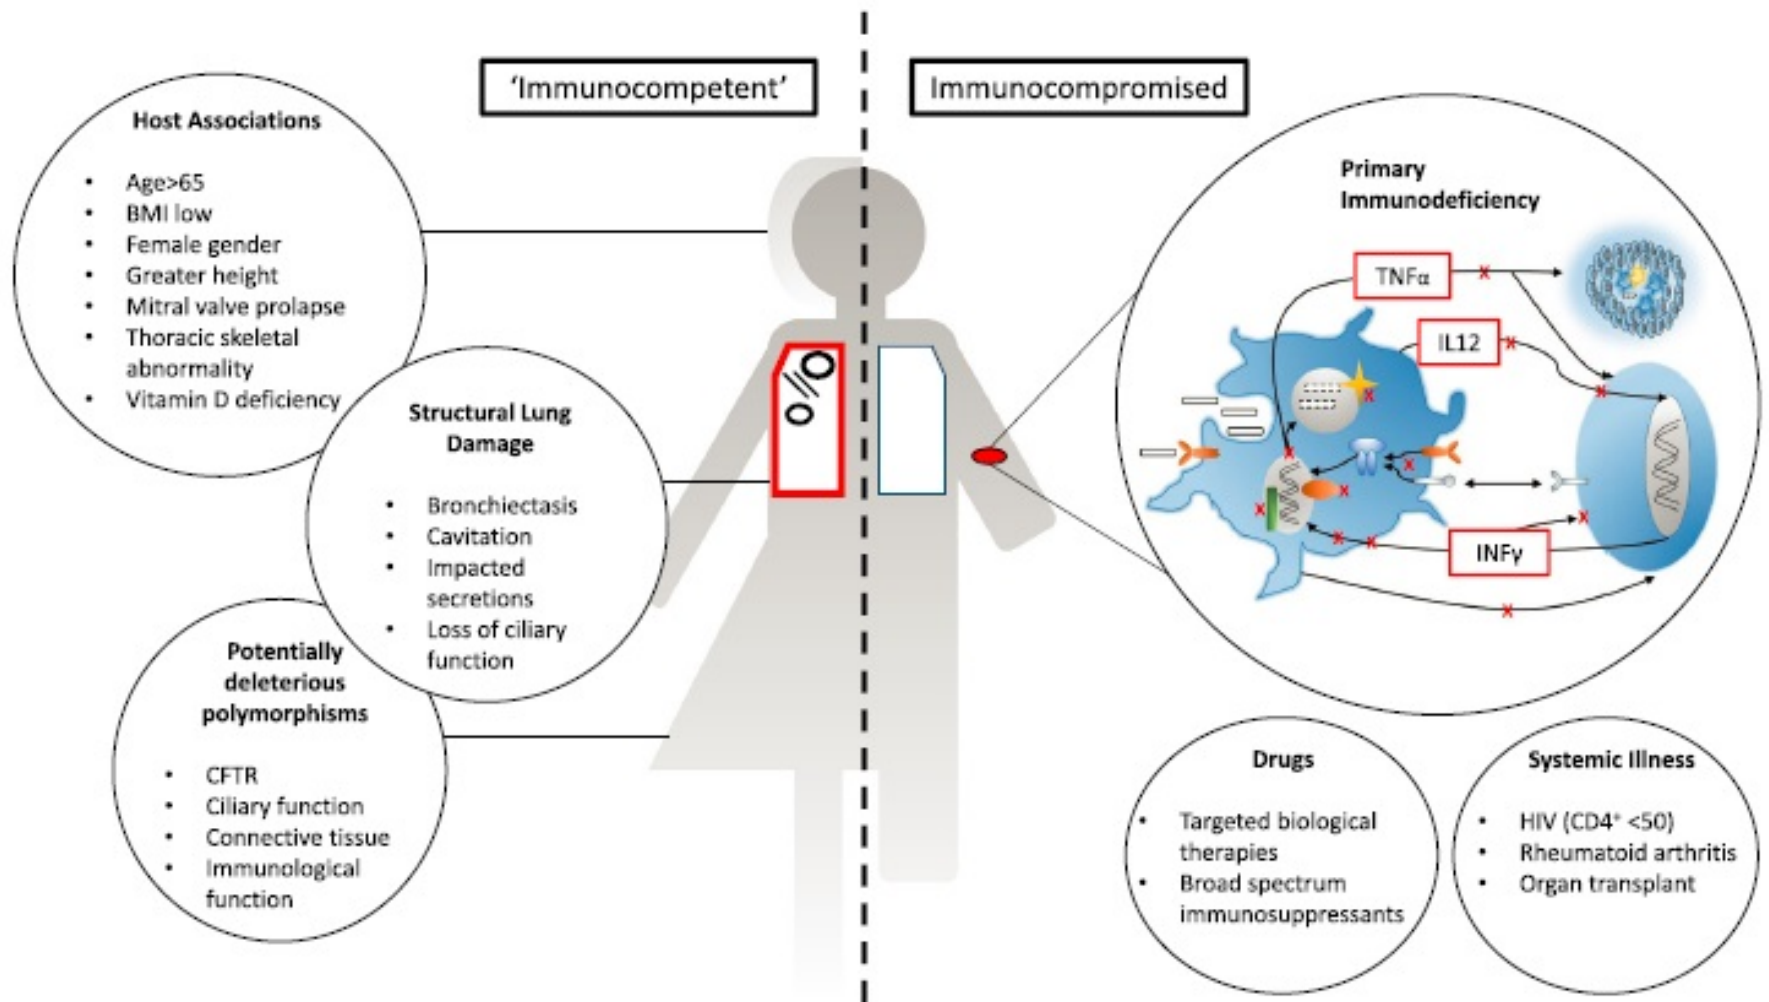 'Immunocompetent'
Immunocompromised
Host Associations
• Age>65
• BMI low
• Female gender
• Greater height
• Mitral valve prolapse
• Thoracic skeletal
abnormality
• Vitamin D deficiency
Structural Lung
Damage
• Bronchiectasis
• Cavitation
• Impacted
secretions
• Loss of ciliary
function
Potentially
deleterious
polymorphisms
• CFTR
• Ciliary function
• Connective tissue
• Immunological
function
Primary
Immunodeficiency
TNFα
IL12
INFγ
Drugs
• Targeted biological
therapies
• Broad spectrum
immunosuppressants
Systemic Illness
• HIV (CD4⁺ <50)
• Rheumatoid arthritis
• Organ transplant